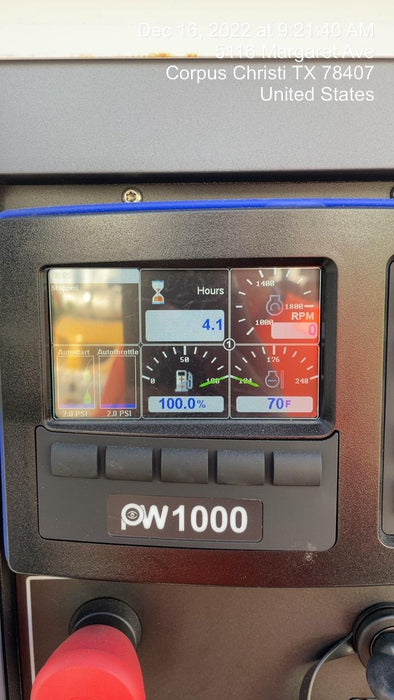 Dec 16, 2022 at 9:21:40 AM
5116 Margaret Ave
Corpus Christi TX 78407
United States
Stopped
Hours
4.1
1400
1800
1000
RPM
0
1
Autostart
Autothrottle
2.0 PSI
2.0 PSI
0
50
100.0%
176
248
70F
PW1000